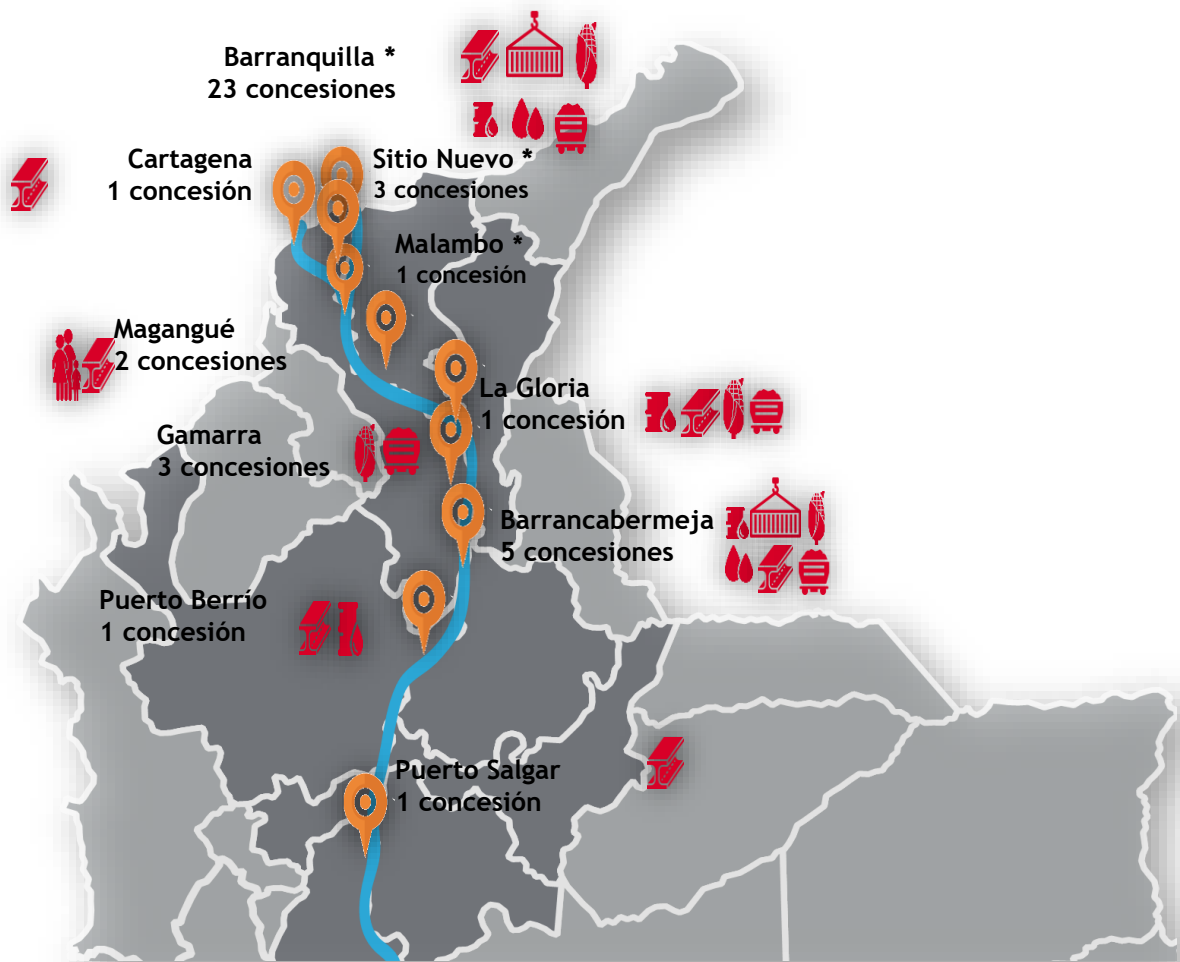 Barranquilla *
23 concesiones
Cartagena
1 concesión
Sitio Nuevo *
3 concesiones
Malambo *
1 concesión
Magangué
2 concesiones
La Gloria
1 concesión
Gamarra
3 concesiones
Barrancabermeja
5 concesiones
Puerto Berrío
1 concesión
Puerto Salgar
1 concesión